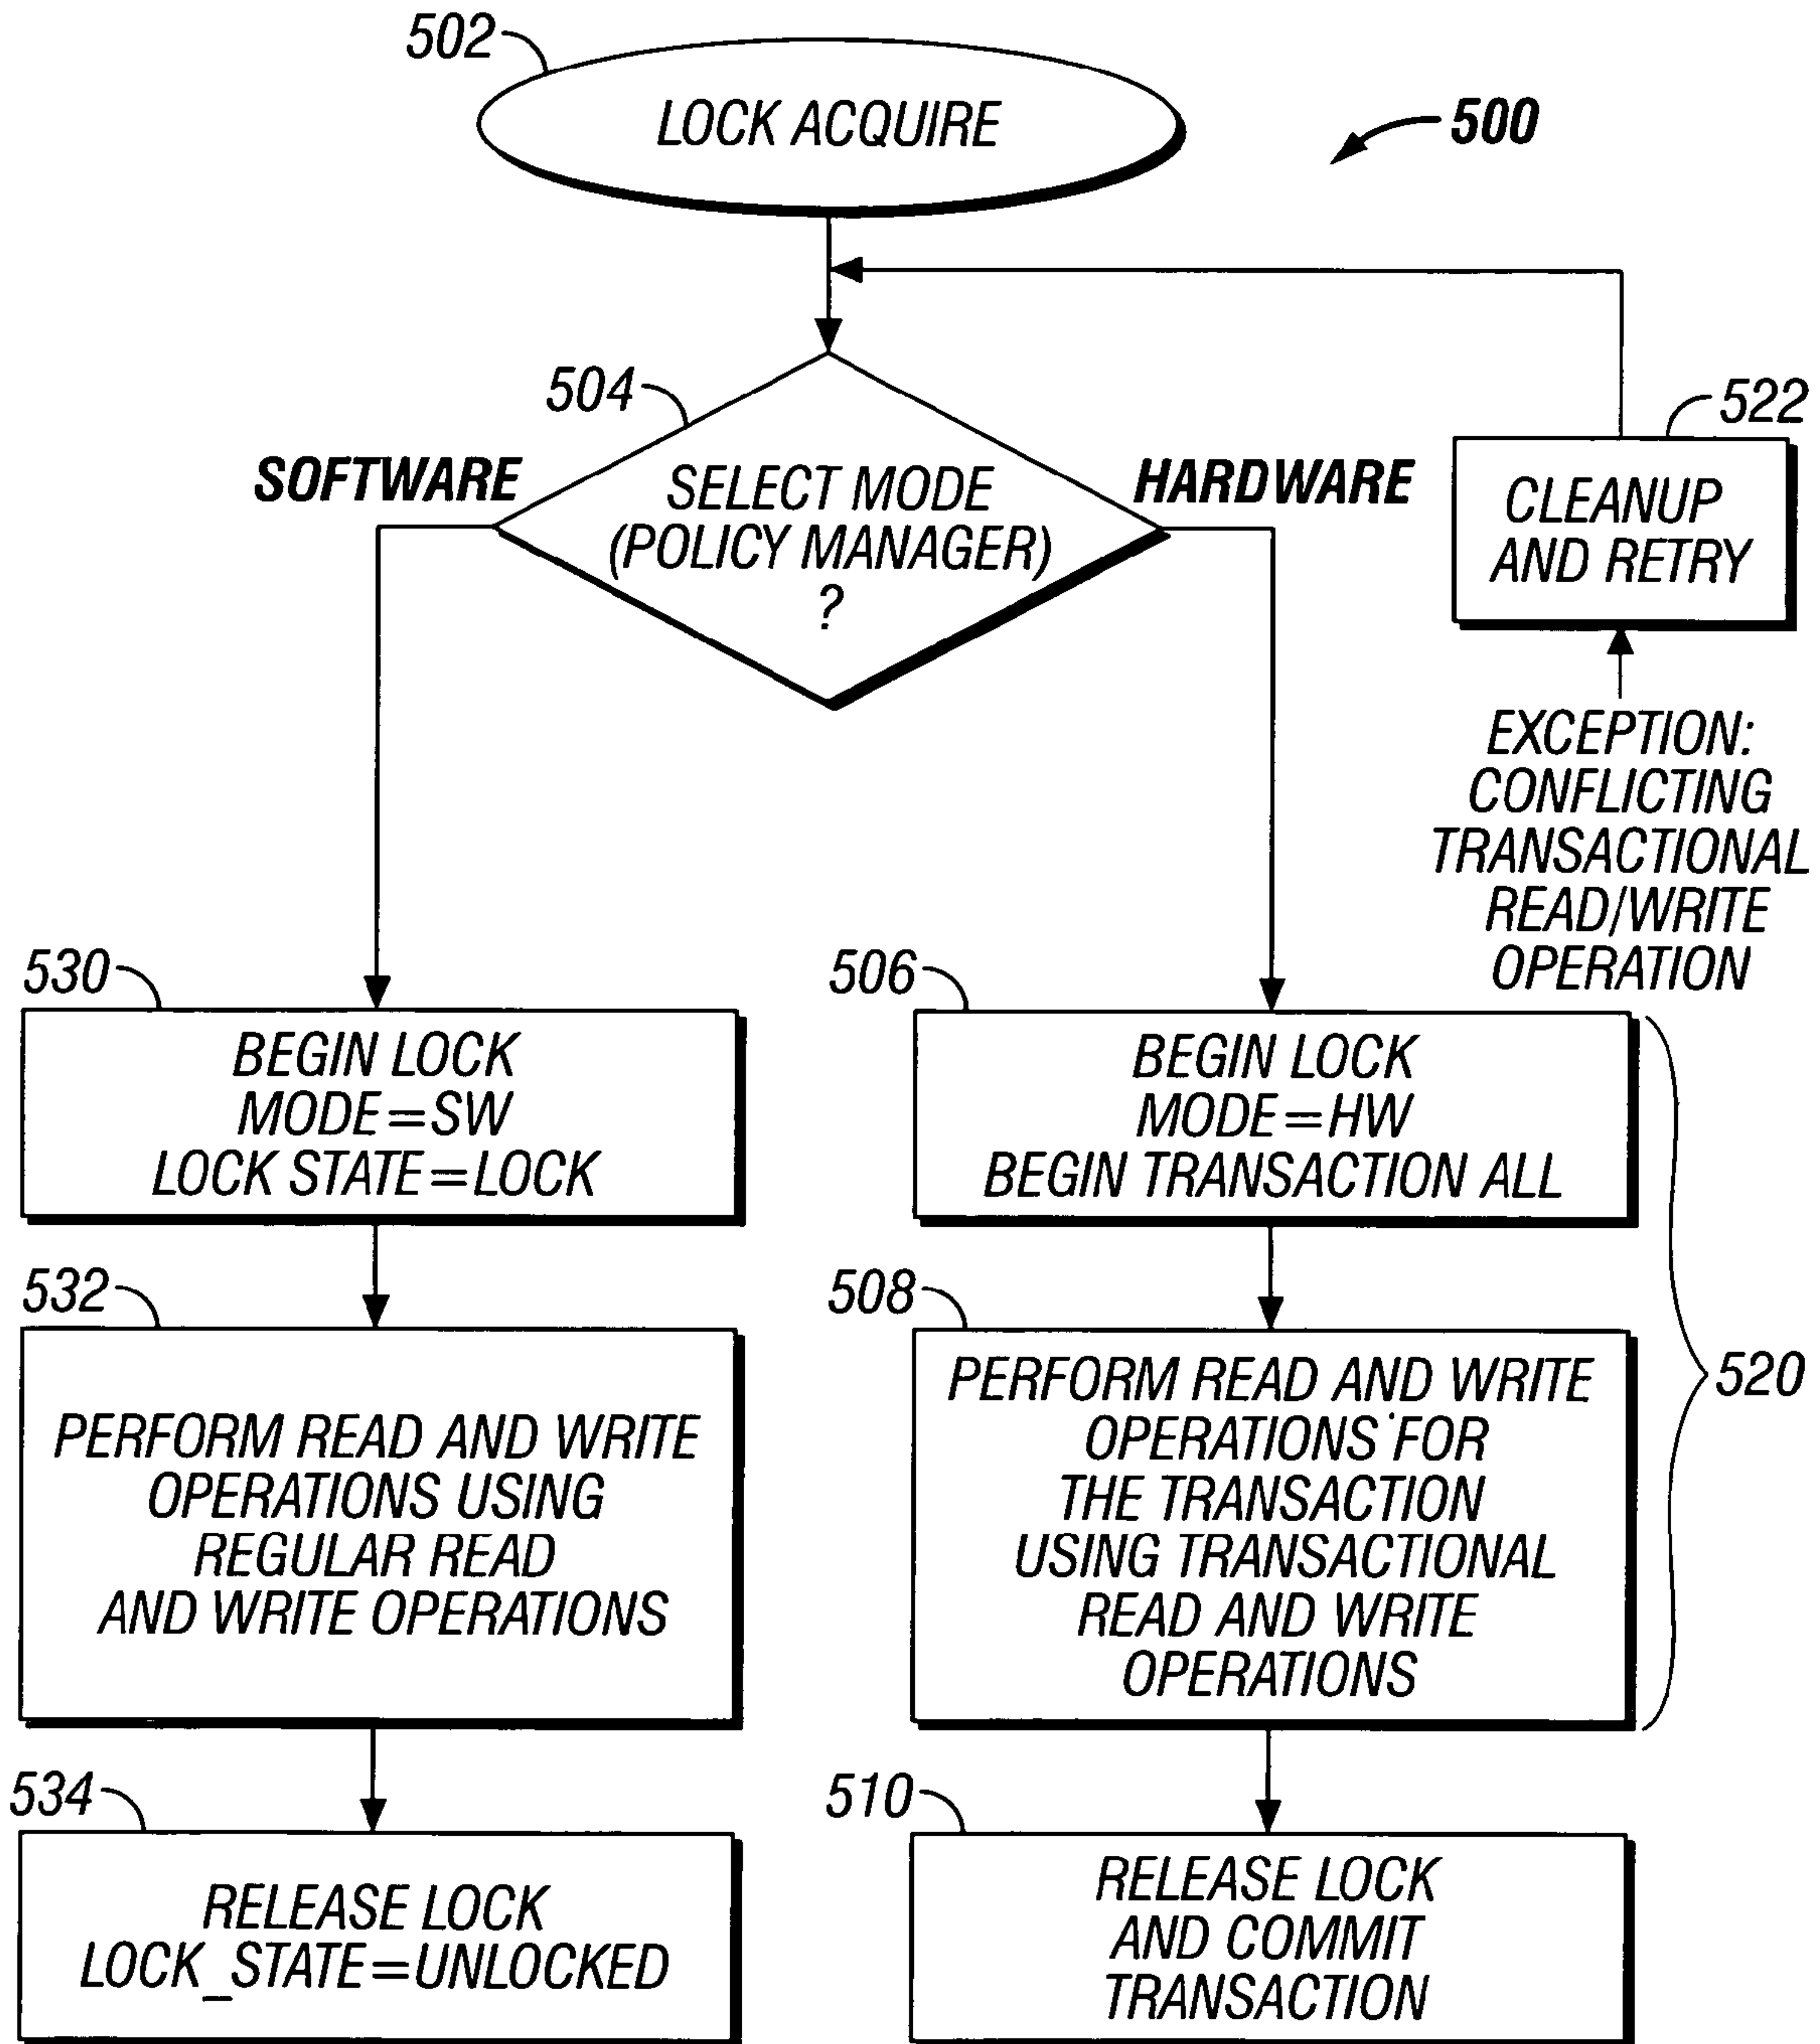 502
LOCK ACQUIRE
500
504
SOFTWARE
SELECT MODE
(POLICY MANAGER)
?
HARDWARE
522
CLEANUP
AND RETRY
EXCEPTION:
CONFLICTING
TRANSACTIONAL
READ/WRITE
OPERATION
530
BEGIN LOCK
MODE=SW
LOCK STATE=LOCK
506
BEGIN LOCK
MODE=HW
BEGIN TRANSACTION ALL
532
PERFORM READ AND WRITE
OPERATIONS USING
REGULAR READ
AND WRITE OPERATIONS
508
PERFORM READ AND WRITE
OPERATIONS FOR
THE TRANSACTION
USING TRANSACTIONAL
READ AND WRITE
OPERATIONS
520
534
RELEASE LOCK
LOCK_STATE=UNLOCKED
510
RELEASE LOCK
AND COMMIT
TRANSACTION